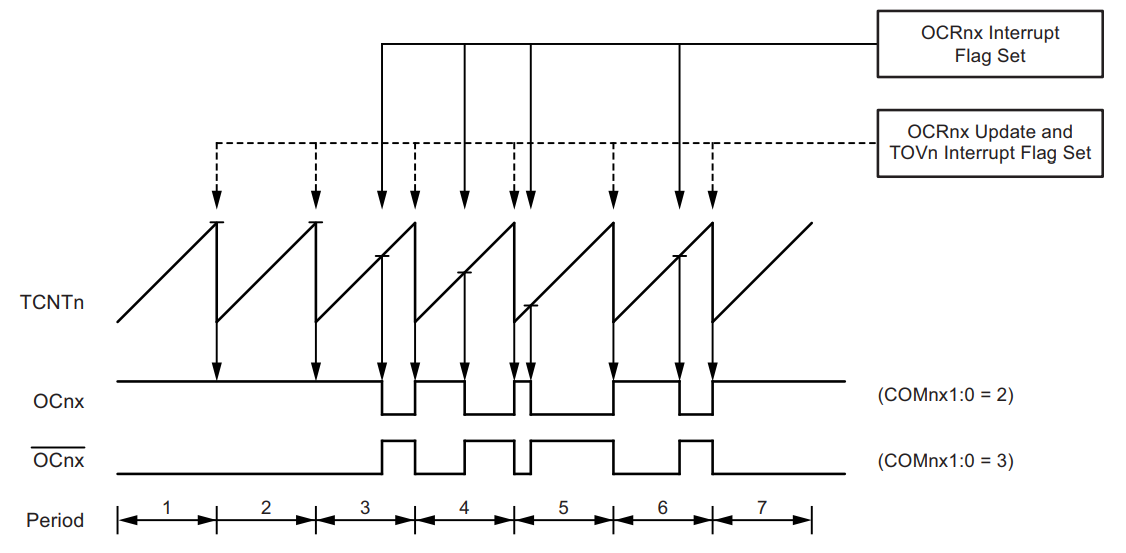 OCRnx Interrupt
Flag Set
OCRnx Update and
TOVn Interrupt Flag Set
TCNTn
OCnx
(COMnx1:0 = 2)
OCnx
(COMnx1:0 = 3)
Period
1 2 3 4 5 6 7